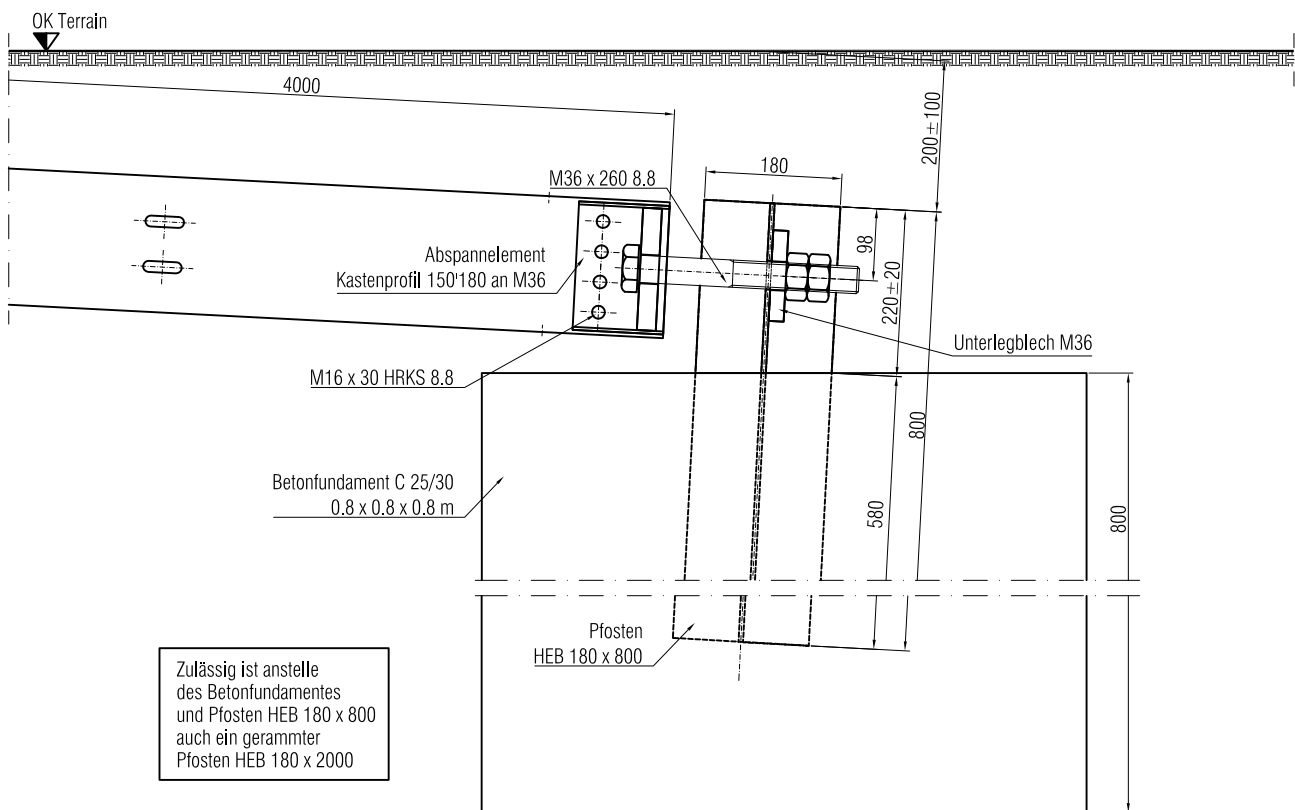 OK Terrain
4000
200±100
M36 x 260 8.8
180
98
220±20
Abspannelement
Kastenprofil 150'180 an M36
Unterlegblech M36
M16 x 30 HRKS 8.8
800
Betonfundament C 25/30
0.8 x 0.8 x 0.8 m
580
800
Pfosten
HEB 180 x 800
Zulässig ist anstelle
des Betonfundamentes
und Pfosten HEB 180 x 800
auch ein gerammter
Pfosten HEB 180 x 2000